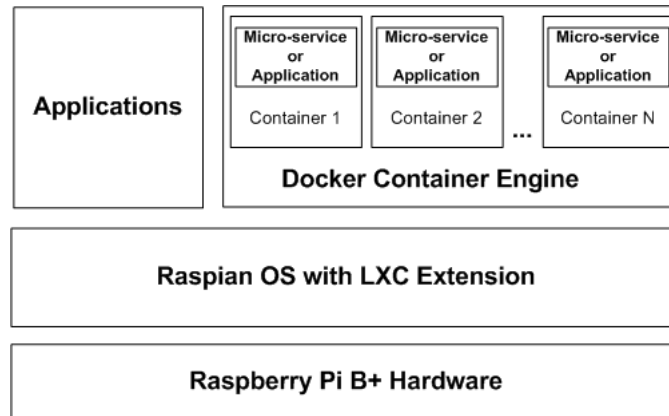 Applications
Micro-service
or
Application
Container 1
Micro-service
or
Application
Container 2
...
Micro-service
or
Application
Container N
Docker Container Engine
Raspian OS with LXC Extension
Raspberry Pi B+ Hardware